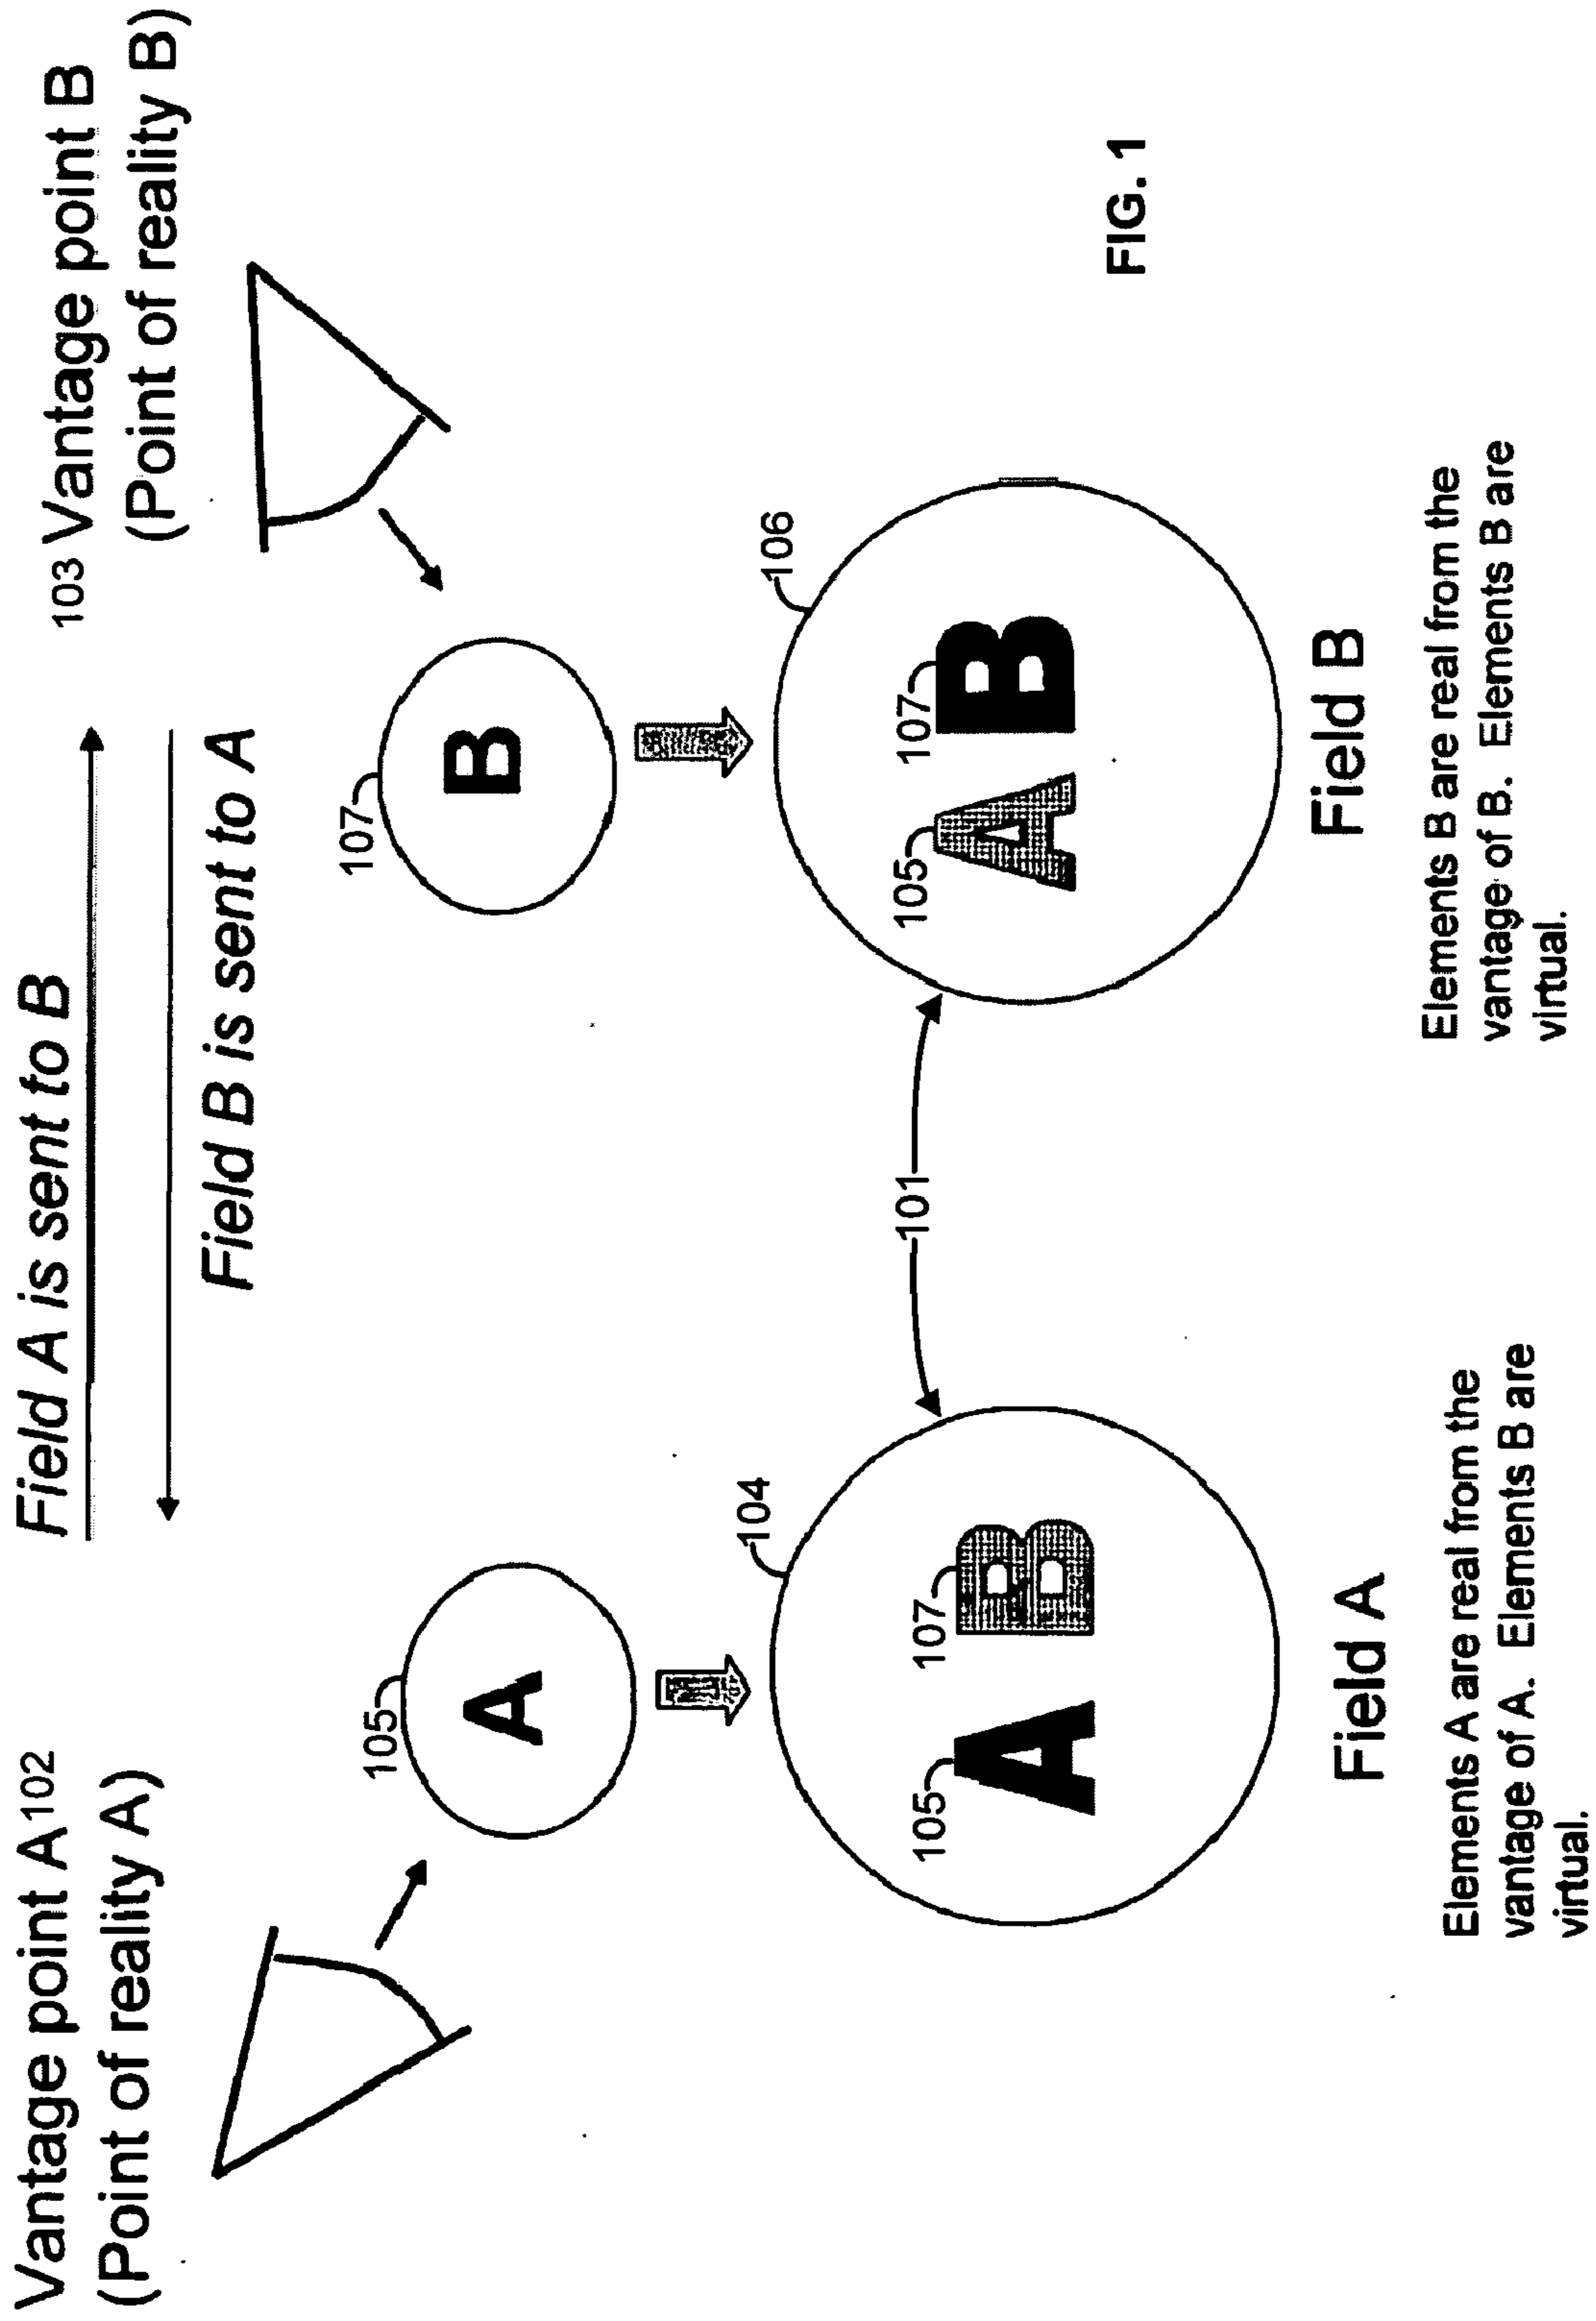 Field A is sent to B
Field B is sent to A
Vantage point A 102
(Point of reality A)
103 Vantage point B
(Point of reality B)
105
A
107
B
104
105
A
107
B
101
106
105
A
107
B
Field A
Field B
Elements A are real from the
vantage of A. Elements B are
virtual.
Elements B are real from the
vantage of B. Elements B are
virtual.
FIG. 1